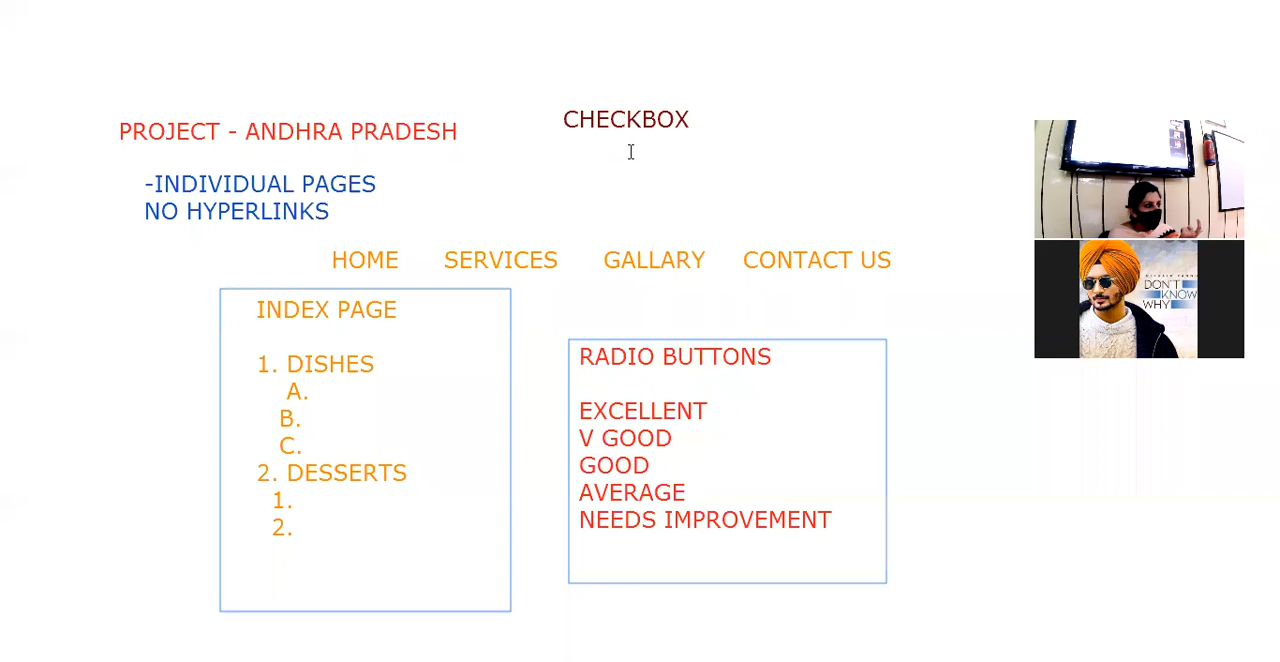 PROJECT - ANDHRA PRADESH
CHECKBOX
-INDIVIDUAL PAGES
NO HYPERLINKS
HOME SERVICES GALLARY CONTACT US
INDEX PAGE
1. DISHES
A.
B.
C.
2. DESSERTS
1.
2.
RADIO BUTTONS
EXCELLENT
V GOOD
GOOD
AVERAGE
NEEDS IMPROVEMENT
DON'T
KNOW
WHY